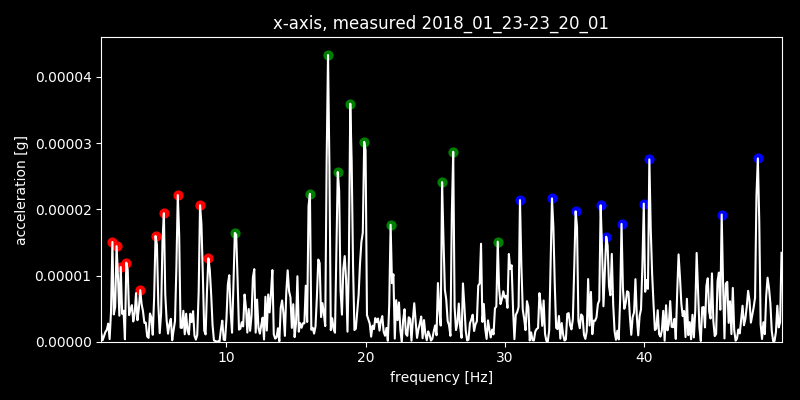 x-axis, measured 2018_01_23-23_20_01
0.00004
0.00003
0.00002
0.00001
0.00000
acceleration [g]
10 20 30 40
frequency [Hz]